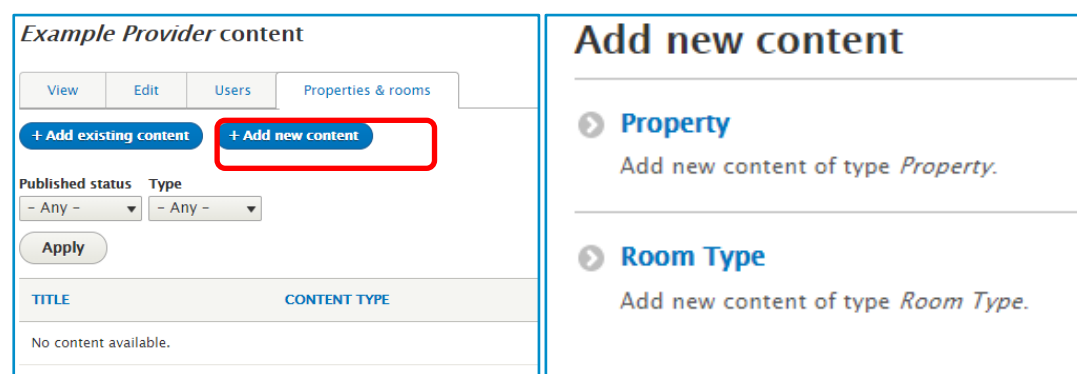 Example Provider content
View Edit Users Properties & rooms
+ Add existing content + Add new content
Published status Type
- Any - - Any -
Apply
TITLE CONTENT TYPE
No content available.
Add new content
Property
Add new content of type Property.
Room Type
Add new content of type Room Type.